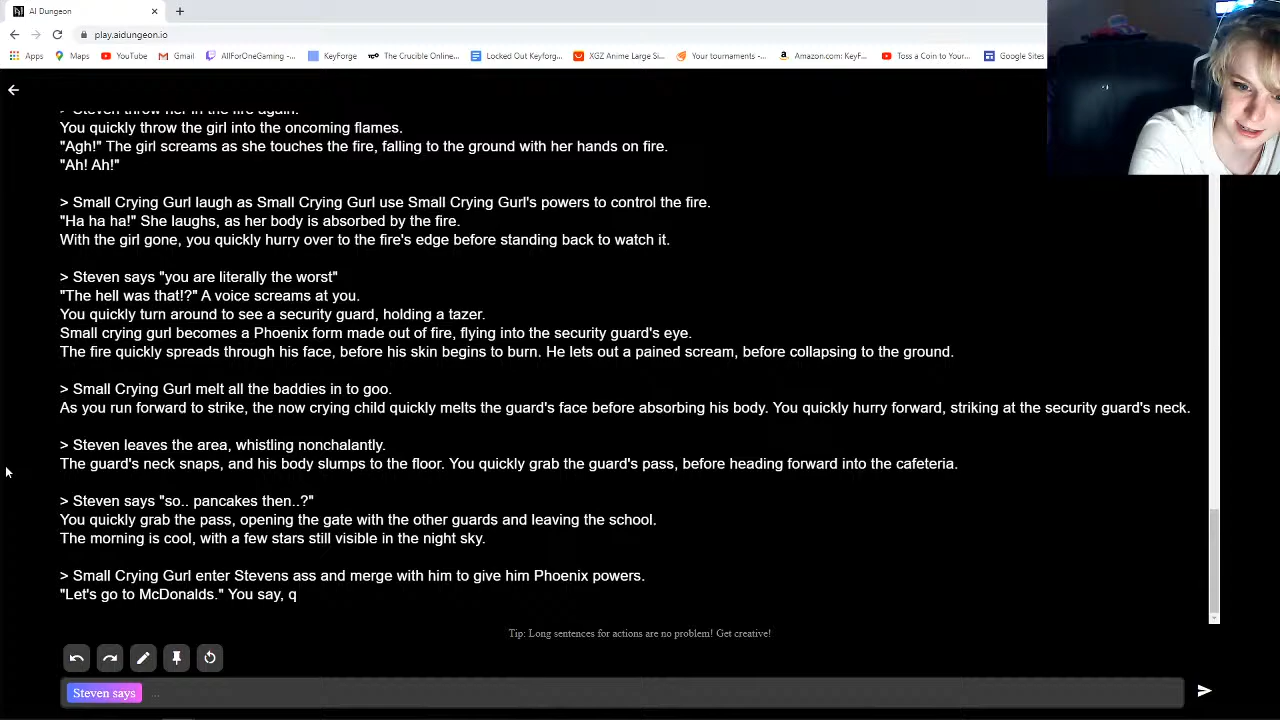 AI Dungeon
play.aidungeon.io
Apps Maps YouTube Gmail AllForOneGaming -... KeyForge The Crucible Online... Locked Out Keyforg... XGZ Anime Large Si... Your tournaments -... Amazon.com: KeyF... Toss a Coin to Your... Google Sites
> Steven throw her in the fire again.
You quickly throw the girl into the oncoming flames.
"Agh!" The girl screams as she touches the fire, falling to the ground with her hands on fire.
"Ah! Ah!"
> Small Crying Gurl laugh as Small Crying Gurl use Small Crying Gurl's powers to control the fire.
"Ha ha ha!" She laughs, as her body is absorbed by the fire.
With the girl gone, you quickly hurry over to the fire's edge before standing back to watch it.
> Steven says "you are literally the worst"
"The hell was that!?" A voice screams at you.
You quickly turn around to see a security guard, holding a tazer.
Small crying gurl becomes a Phoenix form made out of fire, flying into the security guard's eye.
The fire quickly spreads through his face, before his skin begins to burn. He lets out a pained scream, before collapsing to the ground.
> Small Crying Gurl melt all the baddies in to goo.
As you run forward to strike, the now crying child quickly melts the guard's face before absorbing his body. You quickly hurry forward, striking at the security guard's neck.
> Steven leaves the area, whistling nonchalantly.
The guard's neck snaps, and his body slumps to the floor. You quickly grab the guard's pass, before heading forward into the cafeteria.
> Steven says "so.. pancakes then..?"
You quickly grab the pass, opening the gate with the other guards and leaving the school.
The morning is cool, with a few stars still visible in the night sky.
> Small Crying Gurl enter Stevens ass and merge with him to give him Phoenix powers.
"Let's go to McDonalds." You say, q
Tip: Long sentences for actions are no problem! Get creative!
Steven says ...